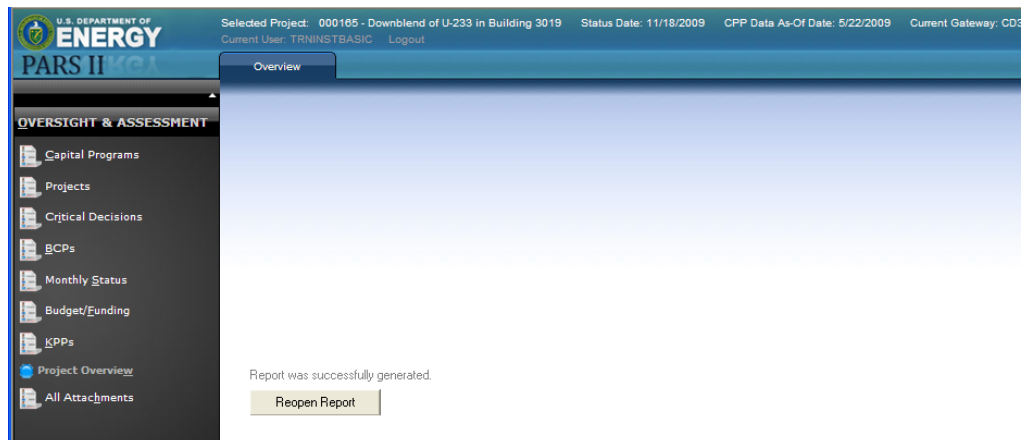 U.S. DEPARTMENT OF
ENERGY
PARS II
Selected Project: 000165 - Downblend of U-233 in Building 3019 Status Date: 11/18/2009 CPP Data As-Of Date: 5/22/2009 Current Gateway: CD3
Current User: TRNINSTBASIC Logout
Overview
OVERSIGHT & ASSESSMENT
Capital Programs
Projects
Critical Decisions
BCPs
Monthly Status
Budget/Funding
KPPs
Project Overview
All Attachments
Report was successfully generated.
Reopen Report